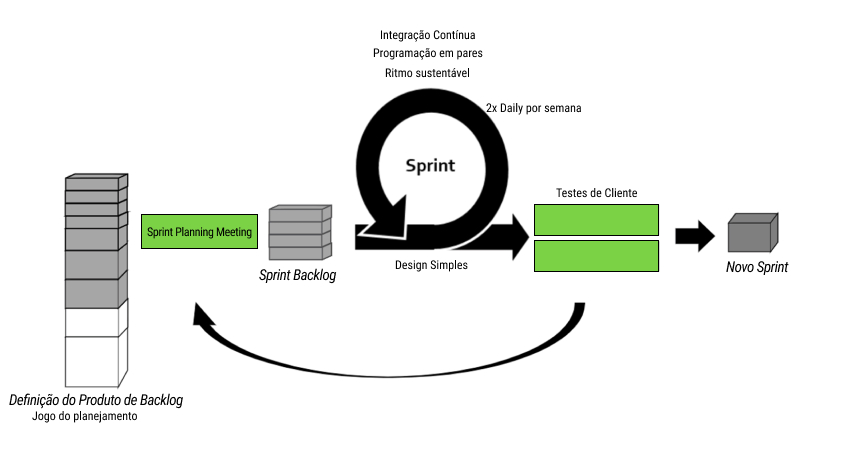 Integração Contínua
Programação em pares
Ritmo sustentável
2x Daily por semana
Sprint
Testes de Cliente
Sprint Planning Meeting
Sprint Backlog
Design Simples
Novo Sprint
Definição do Produto de Backlog
Jogo do planejamento